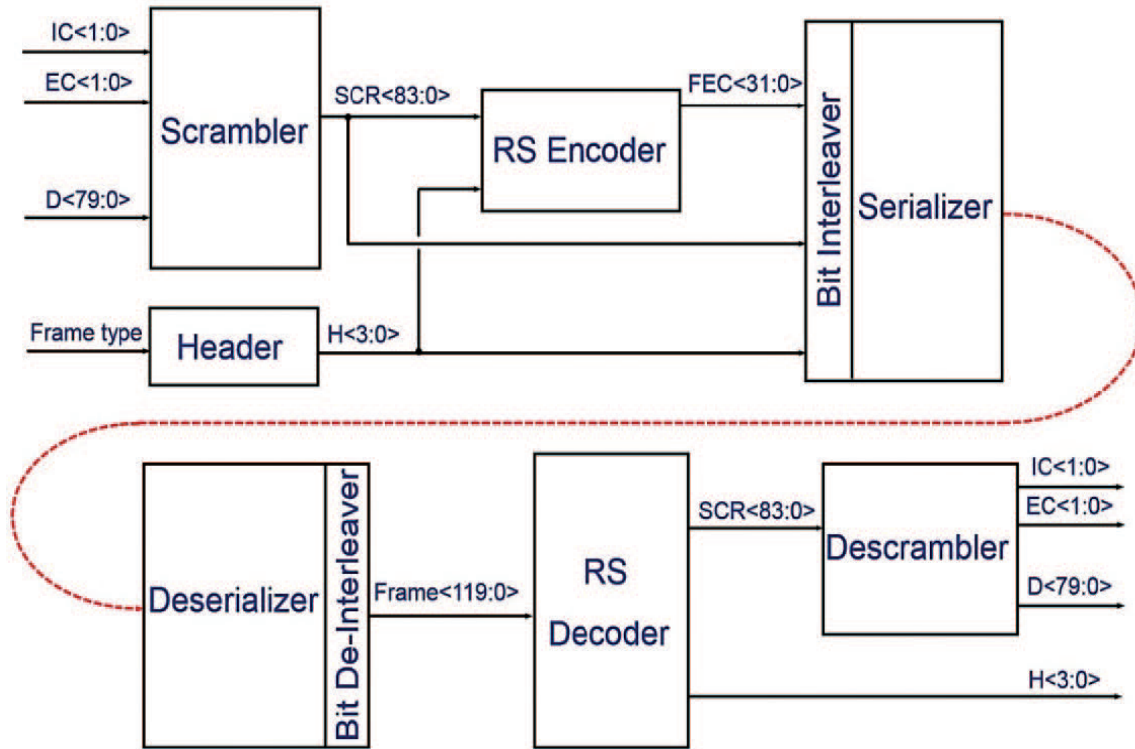 IC<1:0>
EC<1:0>
D<79:0>
Scrambler
SCR<83:0>
RS Encoder
FEC<31:0>
Bit Interleaver
Serializer
Frame type
Header
H<3:0>
Deserializer
Bit De-Interleaver
Frame<119:0>
RS
Decoder
SCR<83:0>
Descrambler
IC<1:0>
EC<1:0>
D<79:0>
H<3:0>